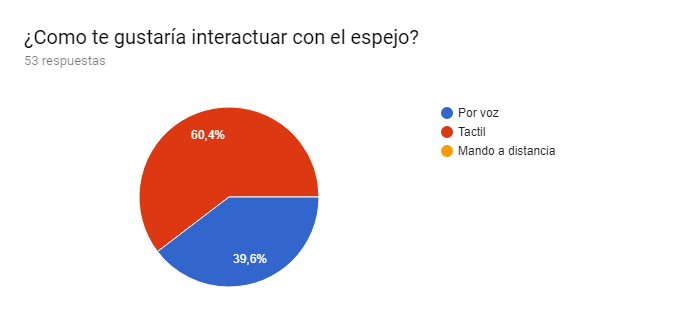 ¿Como te gustaría interactuar con el espejo?
53 respuestas
60,4%
39,6%
Por voz
Tactil
Mando a distancia